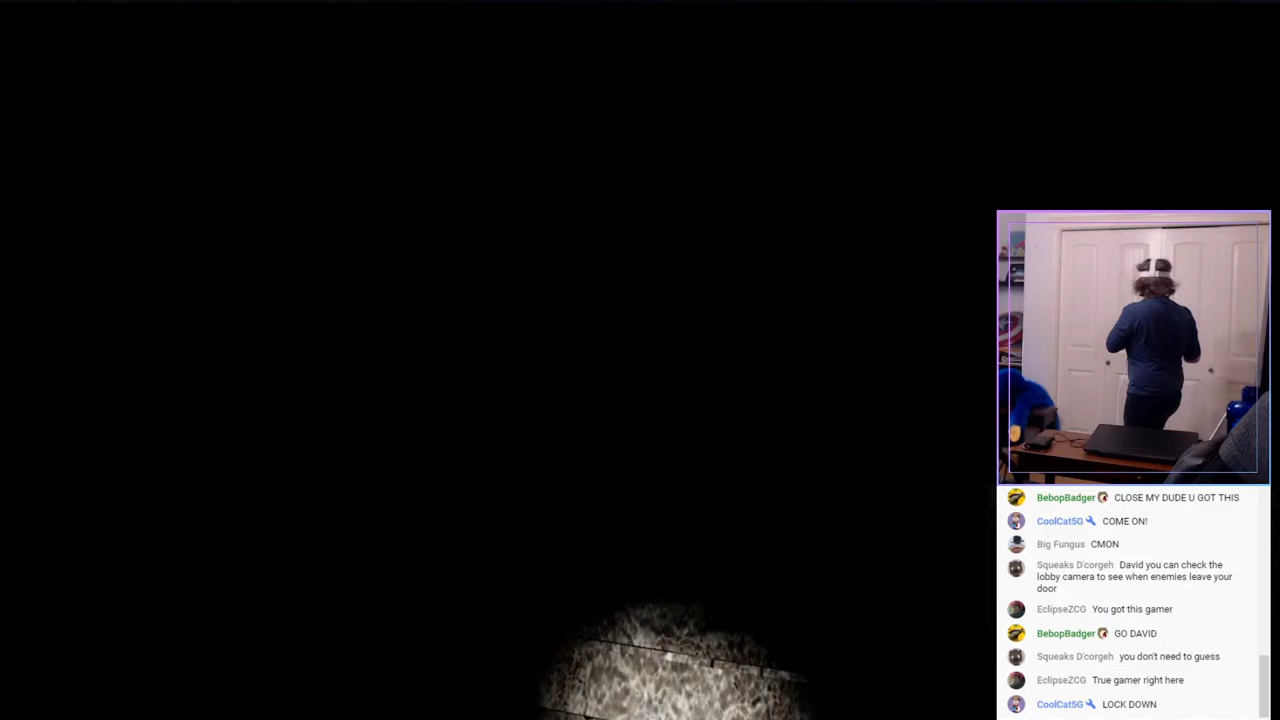 BebopBadger CLOSE MY DUDE U GOT THIS
CoolCat5G COME ON!
Big Fungus CMON
Squeaks D'corgeh David you can check the
lobby camera to see when enemies leave your
door
EclipseZCG You got this gamer
BebopBadger GO DAVID
Squeaks D'corgeh you don't need to guess
EclipseZCG True gamer right here
CoolCat5G LOCK DOWN